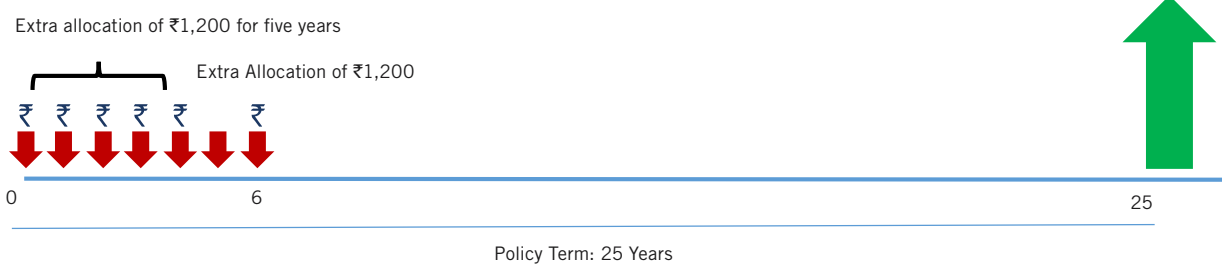 Extra allocation of ₹1,200 for five years
Extra Allocation of ₹1,200
₹ ₹ ₹ ₹ ₹ ₹
0 6 25
Policy Term: 25 Years